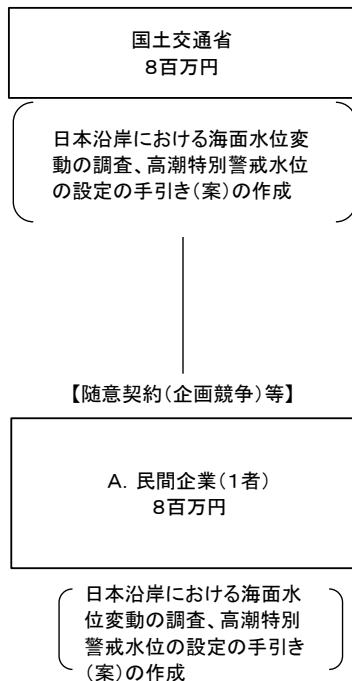 国土交通省
8百万円
日本沿岸における海面水位変
動の調査、高潮特別警戒水位
の設定の手引き(案)の作成
【随意契約(企画競争)等】
A. 民間企業(1者)
8百万円
日本沿岸における海面水
位変動の調査、高潮特別
警戒水位の設定の手引き
(案)の作成